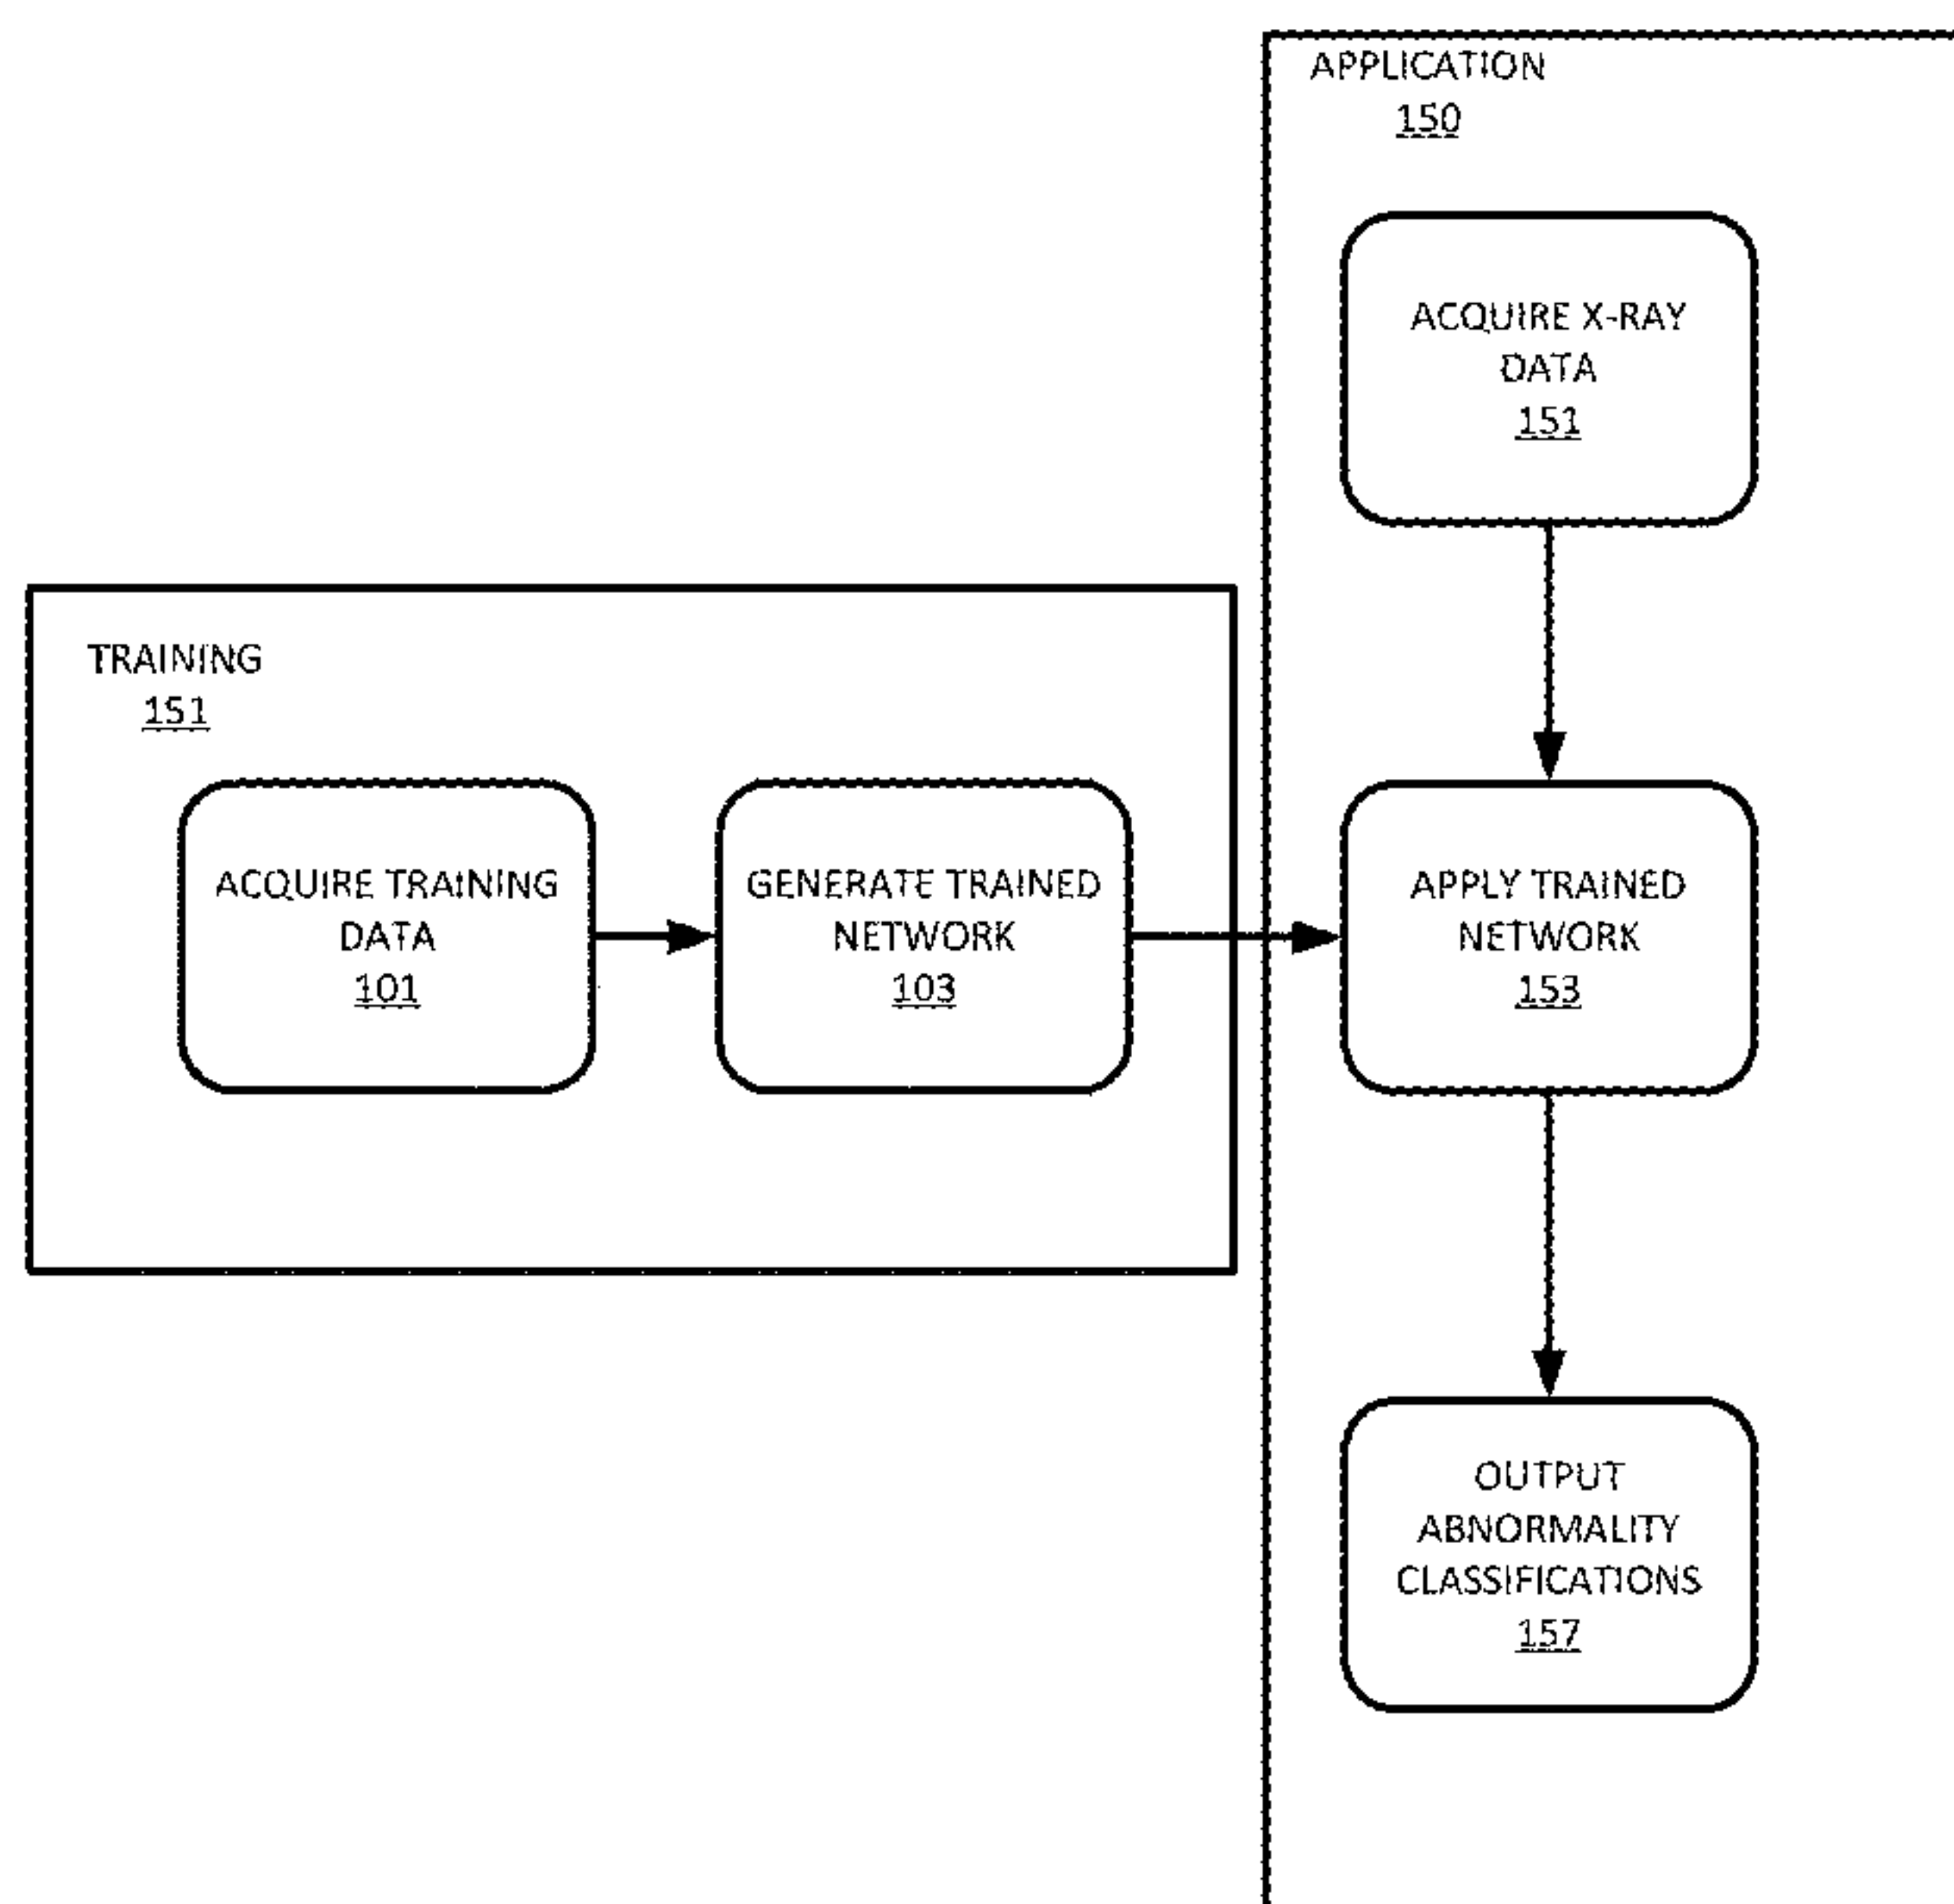 APPLICATION
150
ACQUIRE X-RAY
DATA
151
TRAINING
151
ACQUIRE TRAINING
DATA
101
GENERATE TRAINED
NETWORK
103
APPLY TRAINED
NETWORK
153
OUTPUT
ABNORMALITY
CLASSIFICATIONS
157